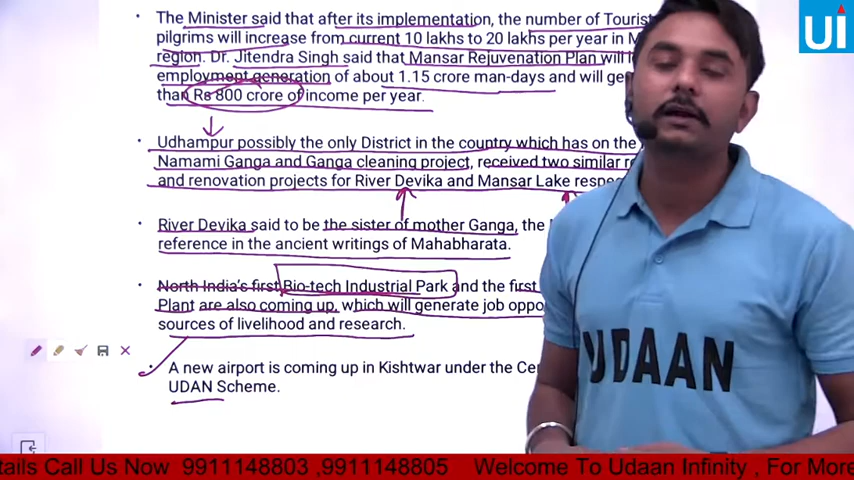 The Minister said that after its implementation, the number of Tourist
pilgrims will increase from current 10 lakhs to 20 lakhs per year in
region. Dr. Jitendra Singh said that Mansar Rejuvenation Plan will
employment generation of about 1.15 crore man-days and will
than Rs 800 crore of income per year.
Udhampur possibly the only District in the country which has on the
Namami Ganga and Ganga cleaning project, received two similar
and renovation projects for River Devika and Mansar Lake
River Devika said to be the sister of mother Ganga, the
reference in the ancient writings of Mahabharata.
North India's first Bio-tech Industrial Park and the first
Plant are also coming up, which will generate job
sources of livelihood and research.
A new airport is coming up in Kishtwar under the
UDAN Scheme.
UI
UDAAN
tails Call Us Now 9911148803 ,9911148805 Welcome To Udaan Infinity , For More